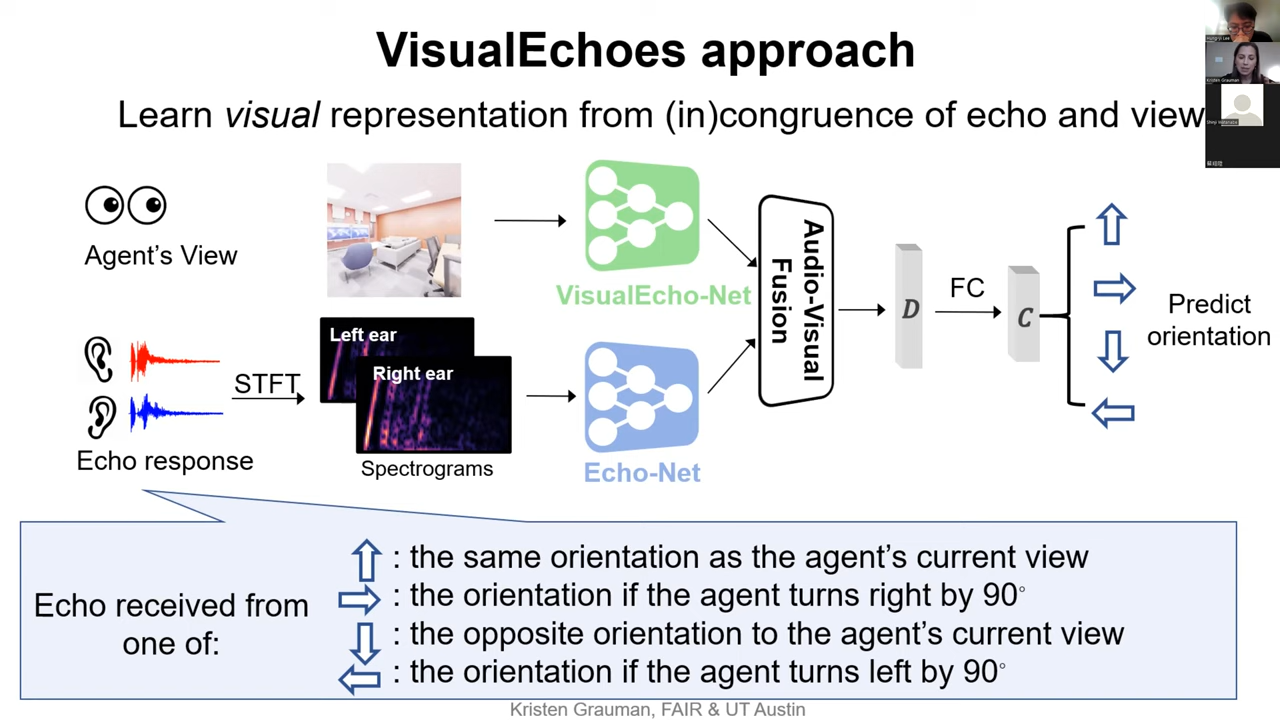 VisualEchoes approach
Learn visual representation from (in)congruence of echo and view
Agent's View
VisualEcho-Net
Echo response
STFT
Left ear
Right ear
Spectrograms
Echo-Net
Audio-Visual
Fusion
D
FC
C
Predict
orientation
Echo received from
one of:
: the same orientation as the agent's current view
: the orientation if the agent turns right by 90°
: the opposite orientation to the agent's current view
: the orientation if the agent turns left by 90°
Kristen Grauman, FAIR & UT Austin
Kristen Grauman